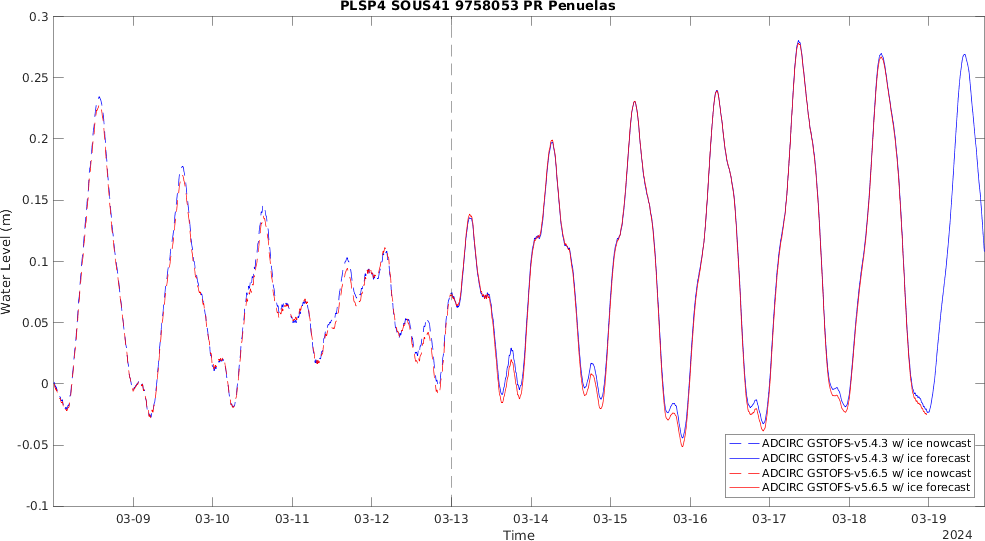 PLSP4 SOUS41 9758053 PR Penuelas
Water Level (m)
0.3
0.25
0.2
0.15
0.1
0.05
0
-0.05
-0.1
03-09 03-10 03-11 03-12 03-13 03-14 03-15 03-16 03-17 03-18 03-19
Time
2024
ADCIRC GSTOFS-v5.4.3 w/ ice nowcast
ADCIRC GSTOFS-v5.4.3 w/ ice forecast
ADCIRC GSTOFS-v5.6.5 w/ ice nowcast
ADCIRC GSTOFS-v5.6.5 w/ ice forecast